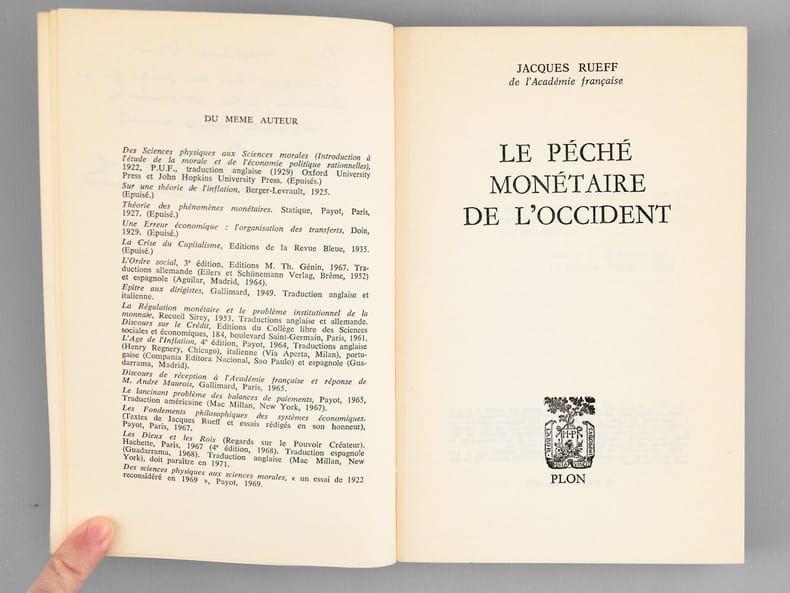 DU MEME AUTEUR
Des Sciences physiques aux Sciences morales (Introduction à
l'étude de la morale et de l'économie politique rationnelles),
1922, P.U.F., traduction anglaise (1929) Oxford University
Press et John Hopkins University Press. (Epuisés.)
Sur une théorie de l'inflation, Berger-Levrault, 1925.
(Epuisé.)
Théorie des phénomènes monétaires. Statique, Payot, Paris,
1927. (Epuisé.)
Une Erreur économique : l'organisation des transferts, Doin,
1929. (Epuisé.)
La Crise du Capitalisme, Editions de la Revue Bleue, 1935.
(Epuisé.)
L'Ordre social, 3e édition, Editions M. Th. Génin, 1967. Tra-
ductions allemande (Eilers et Schünemann Verlag, Brême, 1952)
et espagnole (Aguilar, Madrid, 1964).
Epitre aux dirigistes, Gallimard, 1949. Traduction anglaise et
italienne.
La Régulation monétaire et le problème institutionnel de la
monnaie, Recueil Sirey, 1953. Traductions anglaise et allemande.
Discours sur le Crédit, Editions du Collège libre des Sciences
sociales et économiques, 184, boulevard Saint-Germain, Paris, 1961.
L'Age de l'Inflation, 4e édition, Payot, 1964, Traductions anglaise
(Henry Regnery, Chicago), italienne (Via Aperta, Milan), portu-
gaise (Compania Editora Nacional, Sao Paulo) et espagnole (Gua-
darrama, Madrid).
Discours de réception à l'Académie française et réponse de
M. André Maurois, Gallimard, Paris, 1965.
Le lancinant problème des balances de paiements, Payot, 1965,
Traduction américaine (Mac Millan, New York, 1967).
Les Fondements philosophiques des systèmes économiques.
(Textes de Jacques Rueff et essais rédigés en son honneur),
Payot, Paris, 1967.
Les Dieux et les Rois (Regards sur le Pouvoir Créateur).
Hachette, Paris, 1967 (4e édition, 1968). Traduction espagnole
(Guadarrama, 1968). Traduction anglaise (Mac Millan, New
York), doit paraître en 1971.
Des sciences physiques aux sciences morales, « un essai de 1922
reconsidéré en 1969 », Payot, 1969.
JACQUES RUEFF
de l'Académie française
LE PÉCHÉ
MONÉTAIRE
DE L'OCCIDENT
PLON